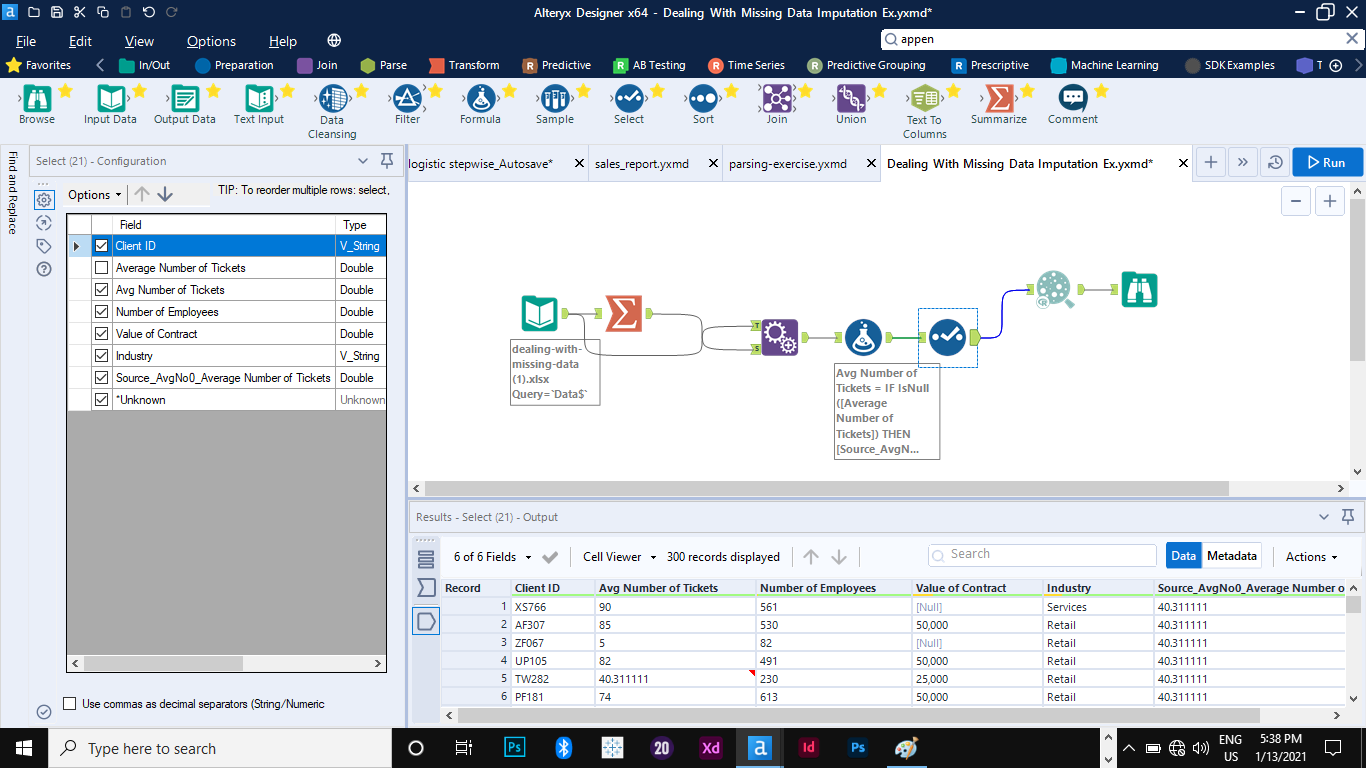 Alteryx Designer x64 - Dealing With Missing Data Imputation Ex.yxmd*
File Edit View Options Help
appen
Favorites In/Out Preparation Join Parse Transform Predictive AB Testing Time Series Predictive Grouping Prescriptive Machine Learning SDK Examples T
Browse Input Data Output Data Text Input Data Cleansing Filter Formula Sample Select Sort Join Union Text To Columns Summarize Comment
Find and Replace
Select (21) - Configuration
logistic stepwise_Autosave* sales_report.yxmd parsing-exercise.yxmd Dealing With Missing Data Imputation Ex.yxmd* Run
Options TIP: To reorder multiple rows: select,
Field Type
Client ID V_String
Average Number of Tickets Double
Avg Number of Tickets Double
Number of Employees Double
Value of Contract Double
Industry V_String
Source_AvgNo0_Average Number of Tickets Double
*Unknown Unknown
Use commas as decimal separators (String/Numeric
R
T
S
dealing-with-
missing-data
(1).xlsx
Query=`Data$`
Avg Number of
Tickets = IF IsNull
([Average
Number of
Tickets]) THEN
[Source_AvgN...
Results - Select (21) - Output
6 of 6 Fields Cell Viewer 300 records displayed Search Data Metadata Actions
Record Client ID Avg Number of Tickets Number of Employees Value of Contract Industry Source_AvgNo0_Average Number o
1 XS766 90 561 [Null] Services 40.311111
2 AF307 85 530 50,000 Retail 40.311111
3 ZF067 5 82 [Null] Retail 40.311111
4 UP105 82 491 50,000 Retail 40.311111
5 TW282 40.311111 230 25,000 Retail 40.311111
6 PF181 74 613 50,000 Retail 40.311111
Type here to search
Ps 20 Xd a Id Ps
ENG
US
5:38 PM
1/13/2021